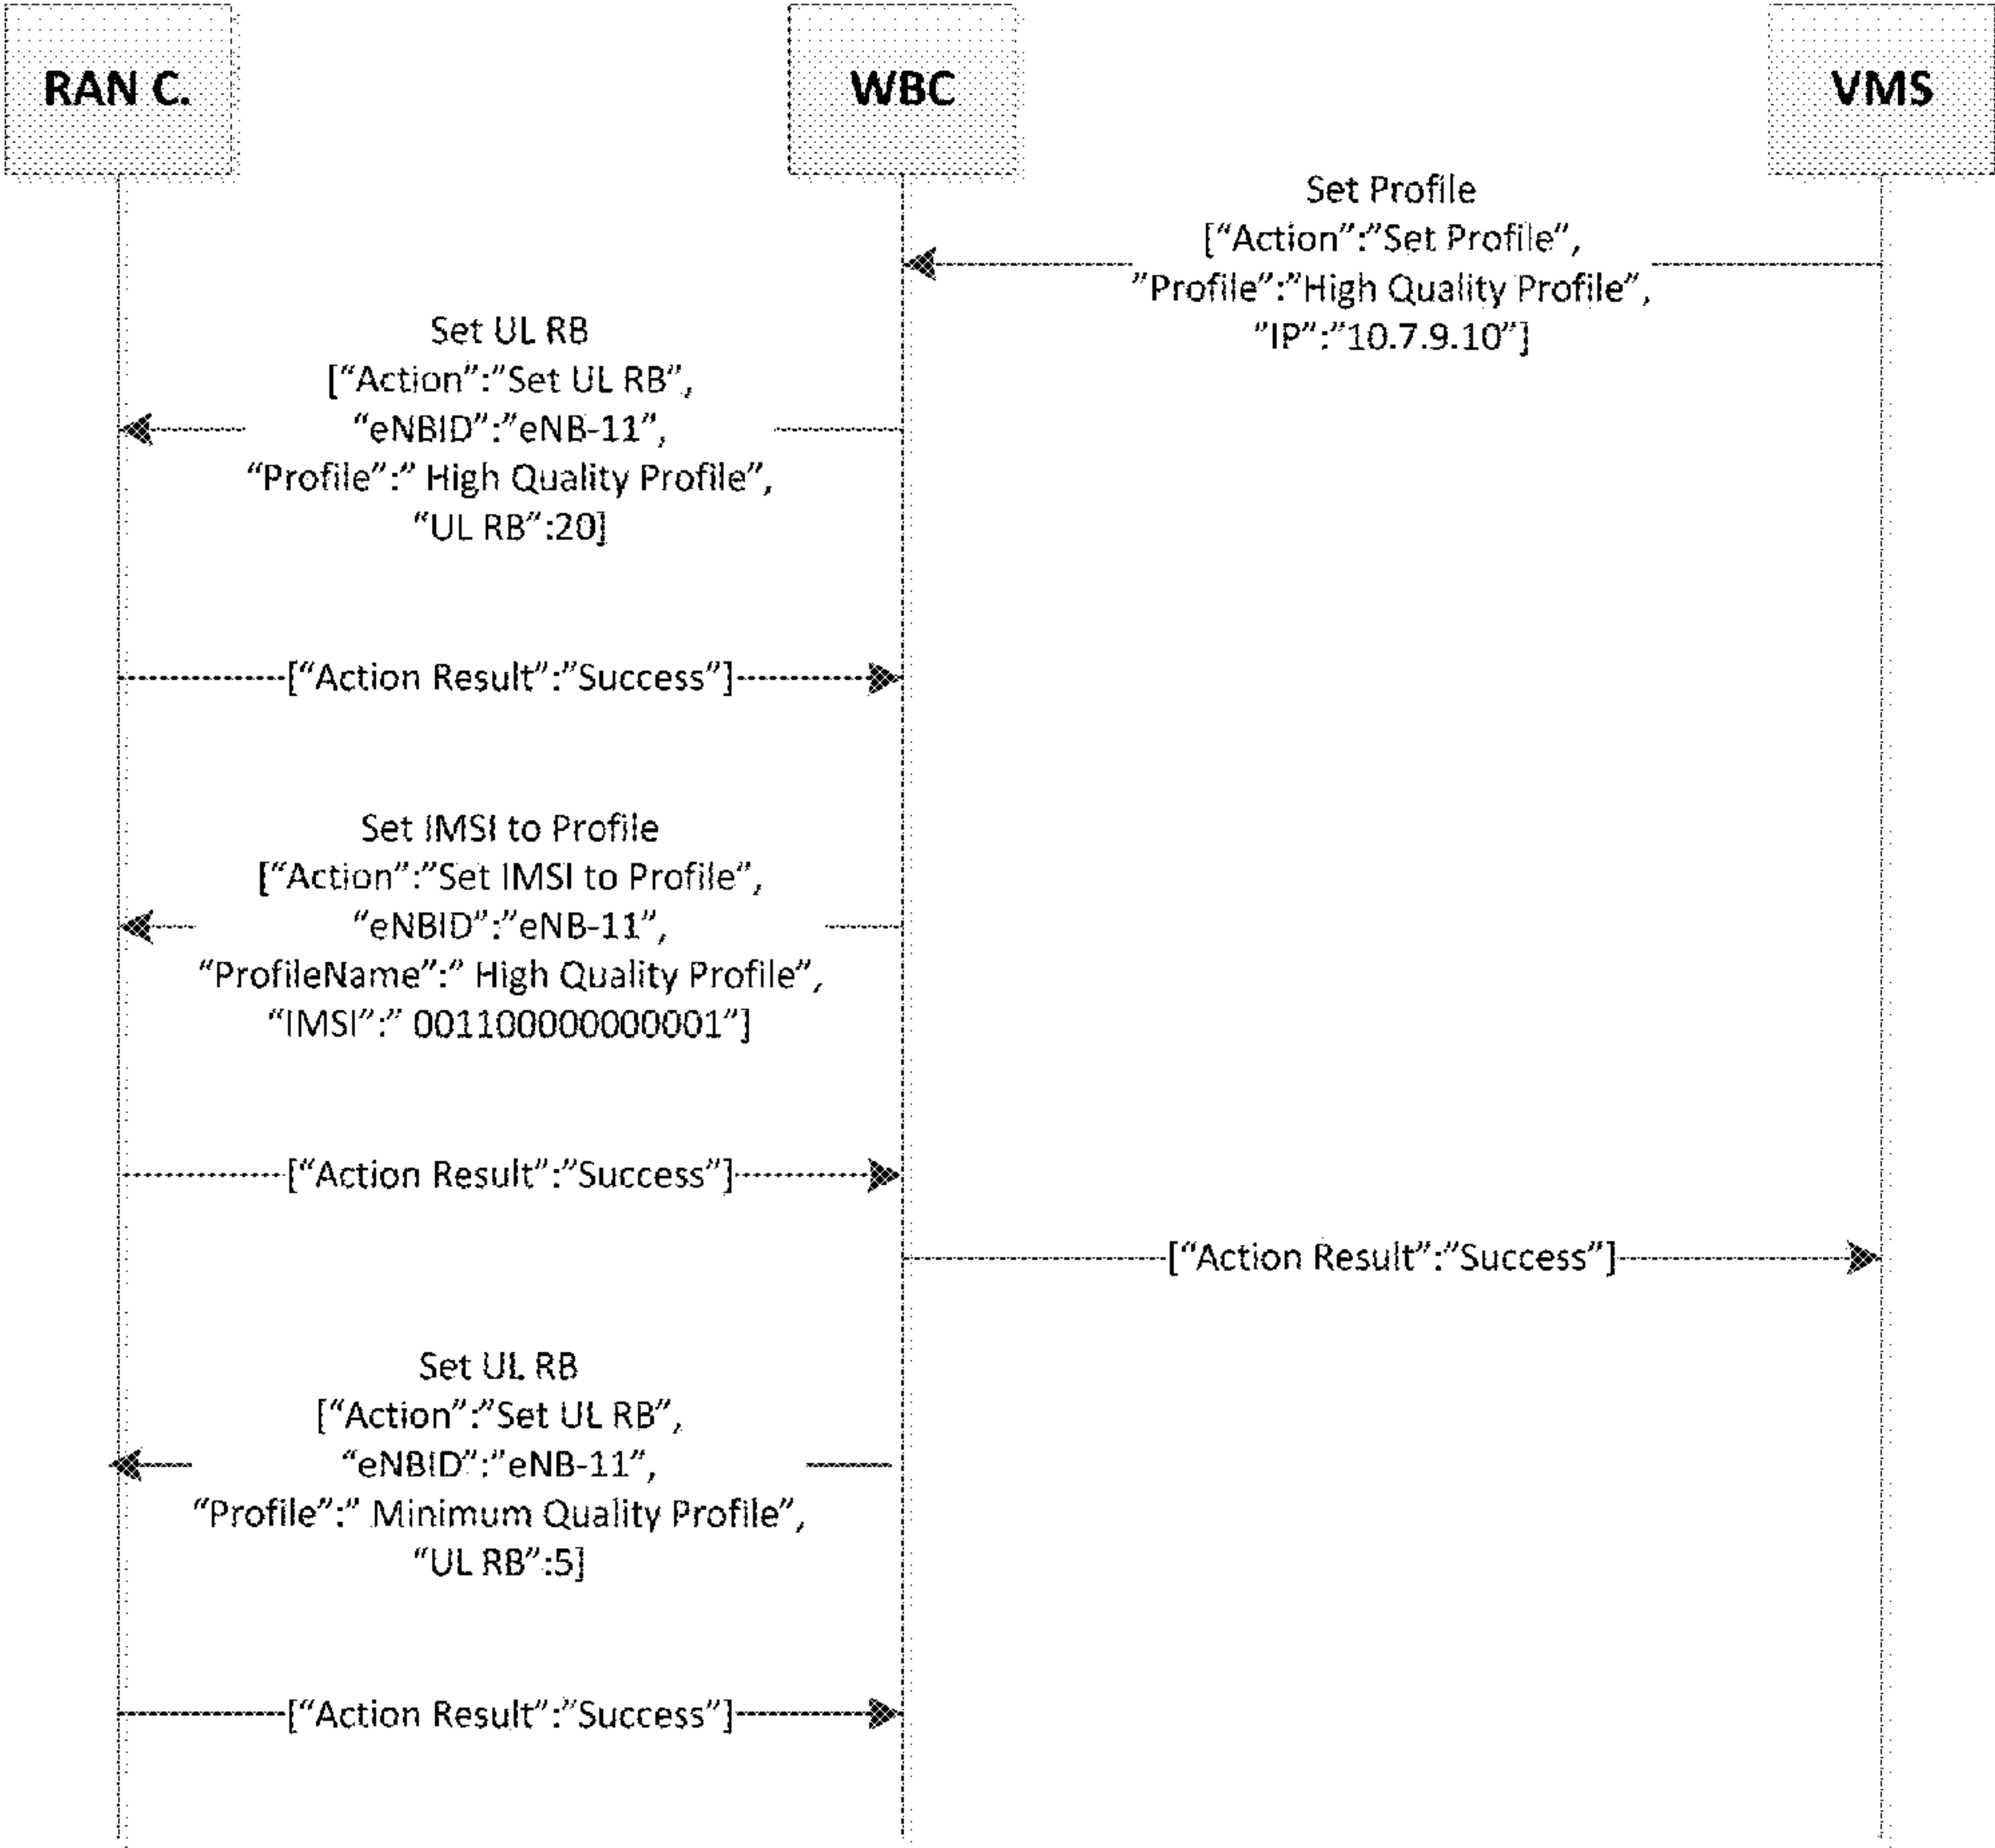 RAN C.
WBC
VMS
Set Profile
[“Action”:”Set Profile”,
”Profile”:”High Quality Profile”,
”IP”:”10.7.9.10”]
Set UL RB
[“Action”:”Set UL RB”,
“eNBID”:”eNB-11”,
“Profile”:” High Quality Profile”,
“UL RB”:20]
[“Action Result”:”Success”]
Set IMSI to Profile
[“Action”:”Set IMSI to Profile”,
“eNBID”:”eNB-11”,
“ProfileName”:” High Quality Profile”,
“IMSI”:” 001100000000001”]
[“Action Result”:”Success”]
[“Action Result”:”Success”]
Set UL RB
[“Action”:”Set UL RB”,
“eNBID”:”eNB-11”,
“Profile”:” Minimum Quality Profile”,
“UL RB”:5]
[“Action Result”:”Success”]